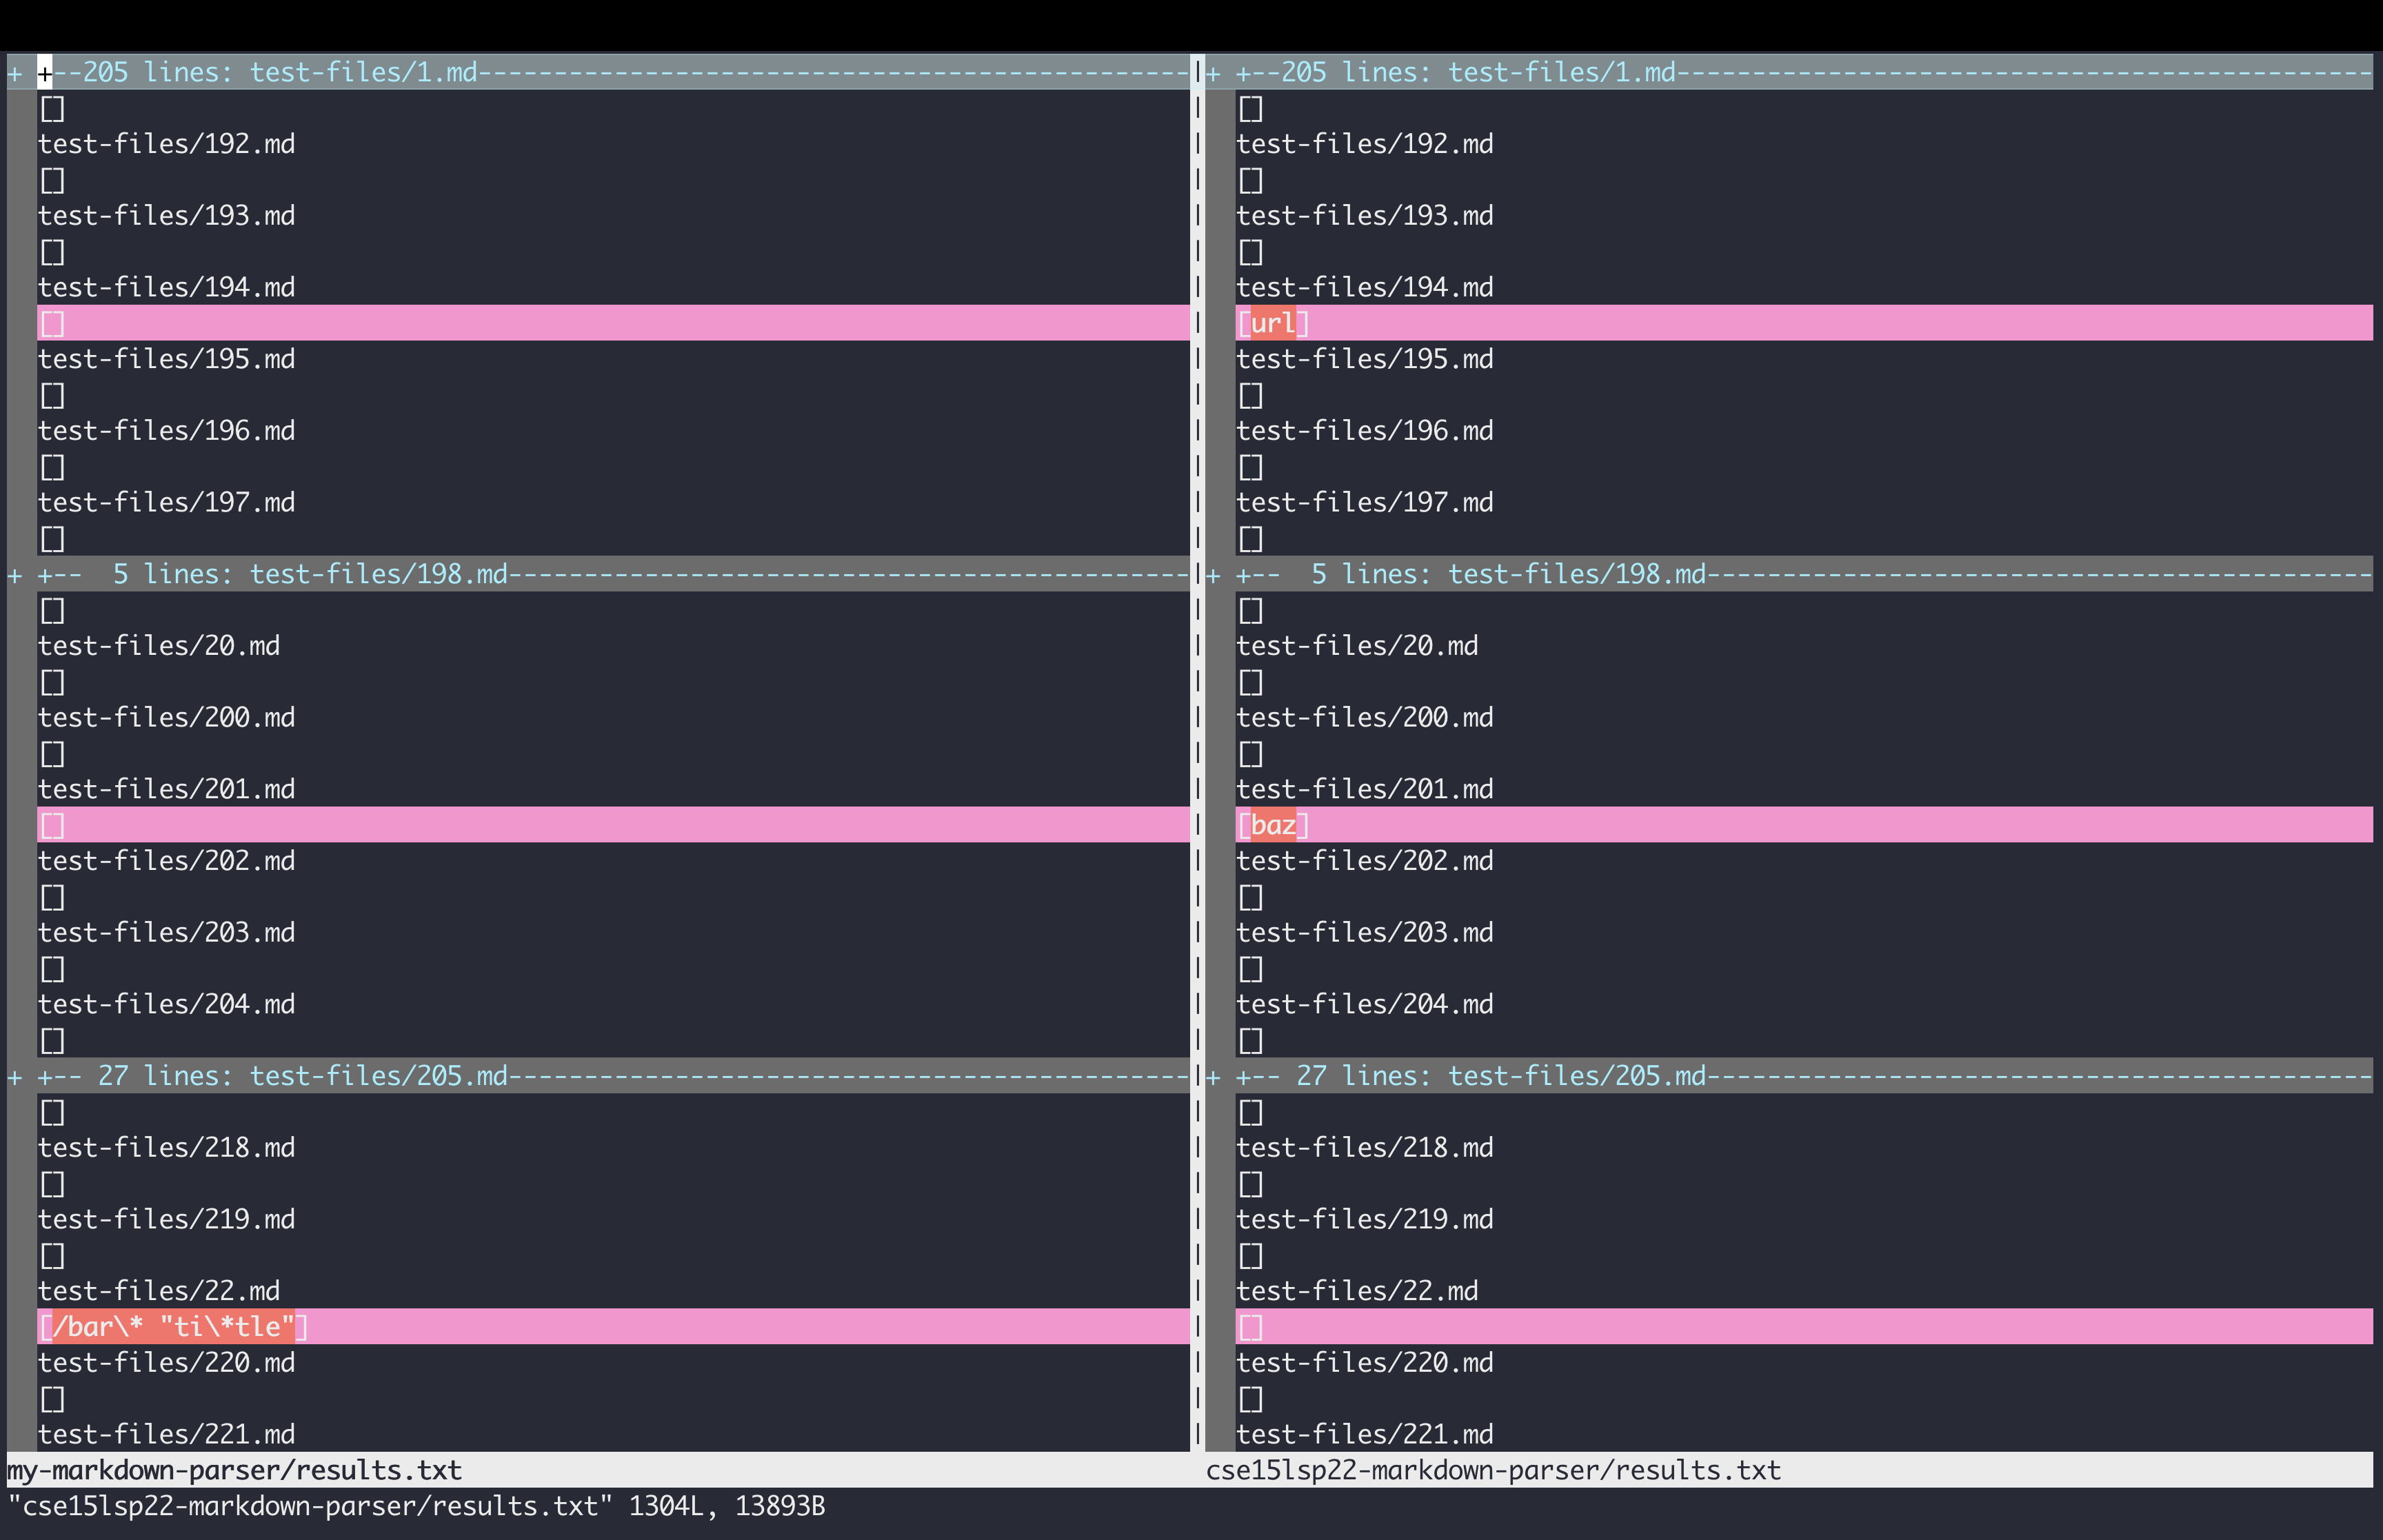 + +--205 lines: test-files/1.md-----------------------------------------------
[]
test-files/192.md
[]
test-files/193.md
[]
test-files/194.md
[]
test-files/195.md
[]
test-files/196.md
[]
test-files/197.md
[]
+ +--  5 lines: test-files/198.md---------------------------------------------
[]
test-files/20.md
[]
test-files/200.md
[]
test-files/201.md
[]
test-files/202.md
[]
test-files/203.md
[]
test-files/204.md
[]
+ +-- 27 lines: test-files/205.md---------------------------------------------
[]
test-files/218.md
[]
test-files/219.md
[]
test-files/22.md
[/bar\* "ti\*tle"]
test-files/220.md
[]
test-files/221.md
my-markdown-parser/results.txt
+ +--205 lines: test-files/1.md----------------------------------------------
[]
test-files/192.md
[]
test-files/193.md
[]
test-files/194.md
[url]
test-files/195.md
[]
test-files/196.md
[]
test-files/197.md
[]
+ +--  5 lines: test-files/198.md--------------------------------------------
[]
test-files/20.md
[]
test-files/200.md
[]
test-files/201.md
[baz]
test-files/202.md
[]
test-files/203.md
[]
test-files/204.md
[]
+ +-- 27 lines: test-files/205.md--------------------------------------------
[]
test-files/218.md
[]
test-files/219.md
[]
test-files/22.md
[]
test-files/220.md
[]
test-files/221.md
cse15lsp22-markdown-parser/results.txt
"cse15lsp22-markdown-parser/results.txt" 1304L, 13893B